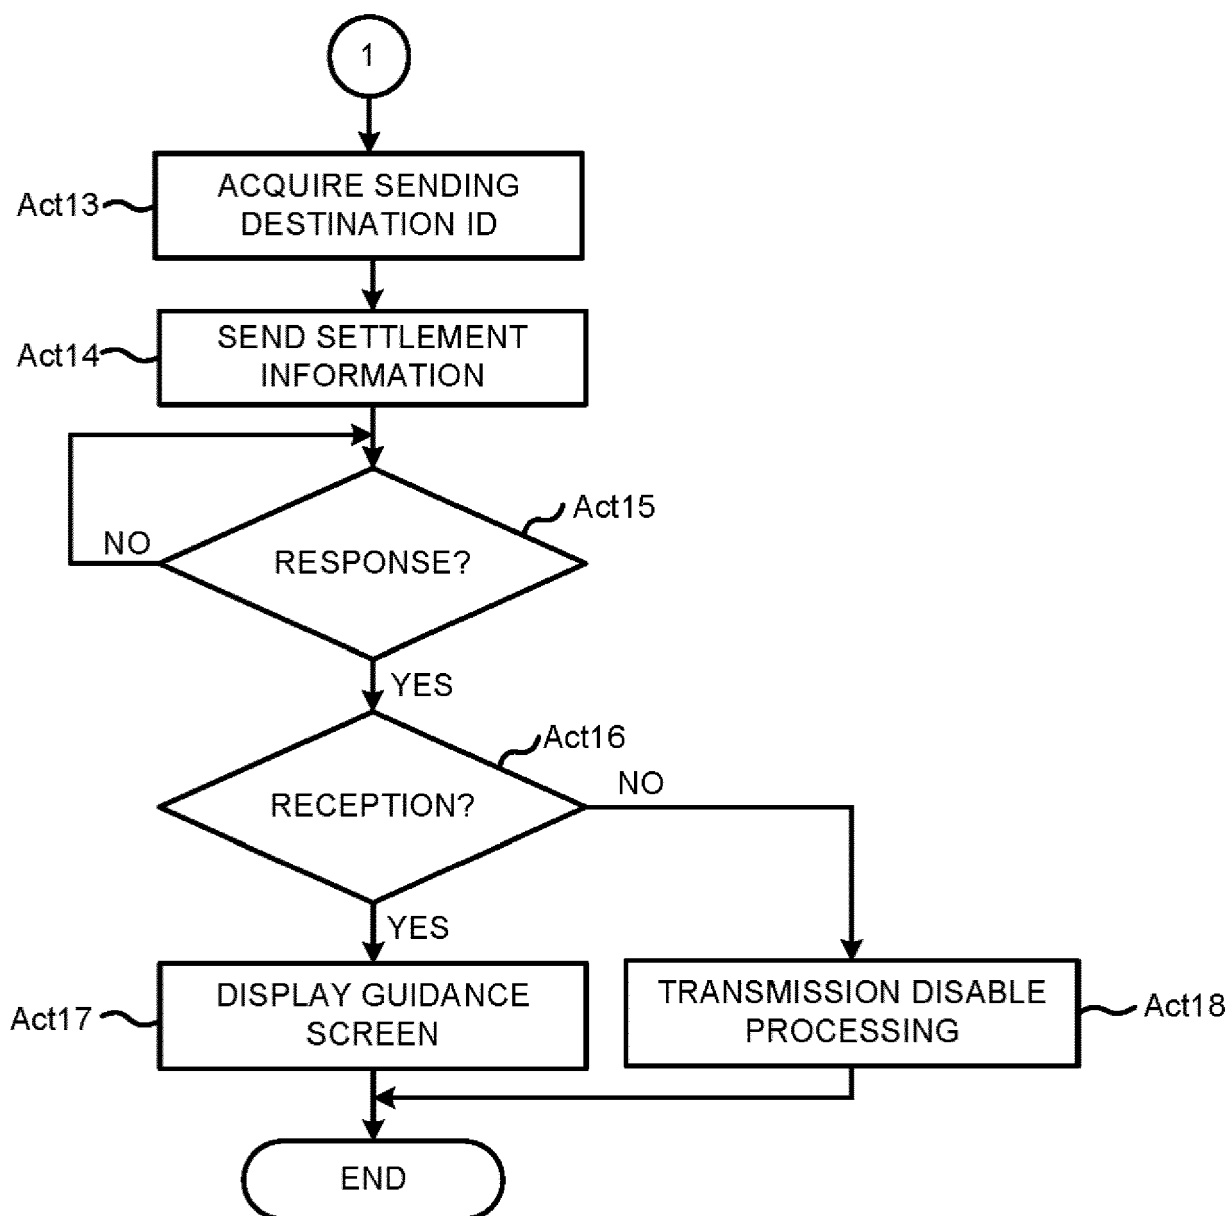 1
ACQUIRE SENDING
DESTINATION ID
Act13
SEND SETTLEMENT
INFORMATION
Act14
Act15
RESPONSE?
NO
YES
Act16
RECEPTION?
NO
YES
DISPLAY GUIDANCE
SCREEN
Act17
TRANSMISSION DISABLE
PROCESSING
Act18
END